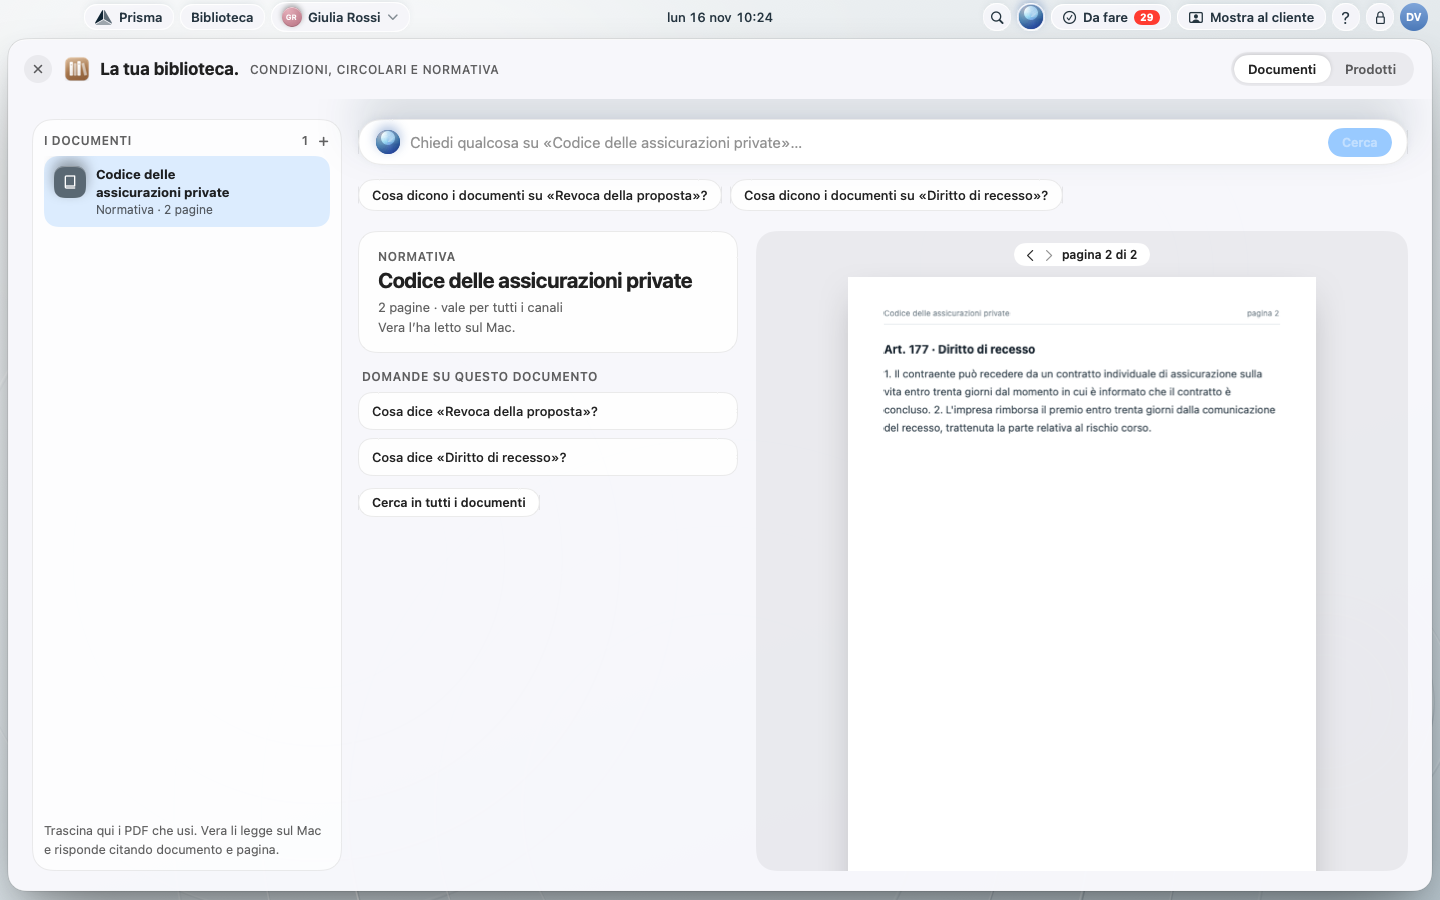 Prisma
Biblioteca
GR Giulia Rossi
lun 16 nov 10:24
Da fare 29
Mostra al cliente
?
DV
La tua biblioteca. CONDIZIONI, CIRCOLARI E NORMATIVA
Documenti
Prodotti
I DOCUMENTI 1 +
Codice delle
assicurazioni private
Normativa · 2 pagine
Trascina qui i PDF che usi. Vera li legge sul Mac
e risponde citando documento e pagina.
Chiedi qualcosa su «Codice delle assicurazioni private»...
Cerca
Cosa dicono i documenti su «Revoca della proposta»?
Cosa dicono i documenti su «Diritto di recesso»?
NORMATIVA
Codice delle assicurazioni private
2 pagine · vale per tutti i canali
Vera l’ha letto sul Mac.
DOMANDE SU QUESTO DOCUMENTO
Cosa dice «Revoca della proposta»?
Cosa dice «Diritto di recesso»?
Cerca in tutti i documenti
pagina 2 di 2
Codice delle assicurazioni private pagina 2
Art. 177 · Diritto di recesso
1. Il contraente può recedere da un contratto individuale di assicurazione sulla
vita entro trenta giorni dal momento in cui è informato che il contratto è
concluso. 2. L'impresa rimborsa il premio entro trenta giorni dalla comunicazione
del recesso, trattenuta la parte relativa al rischio corso.